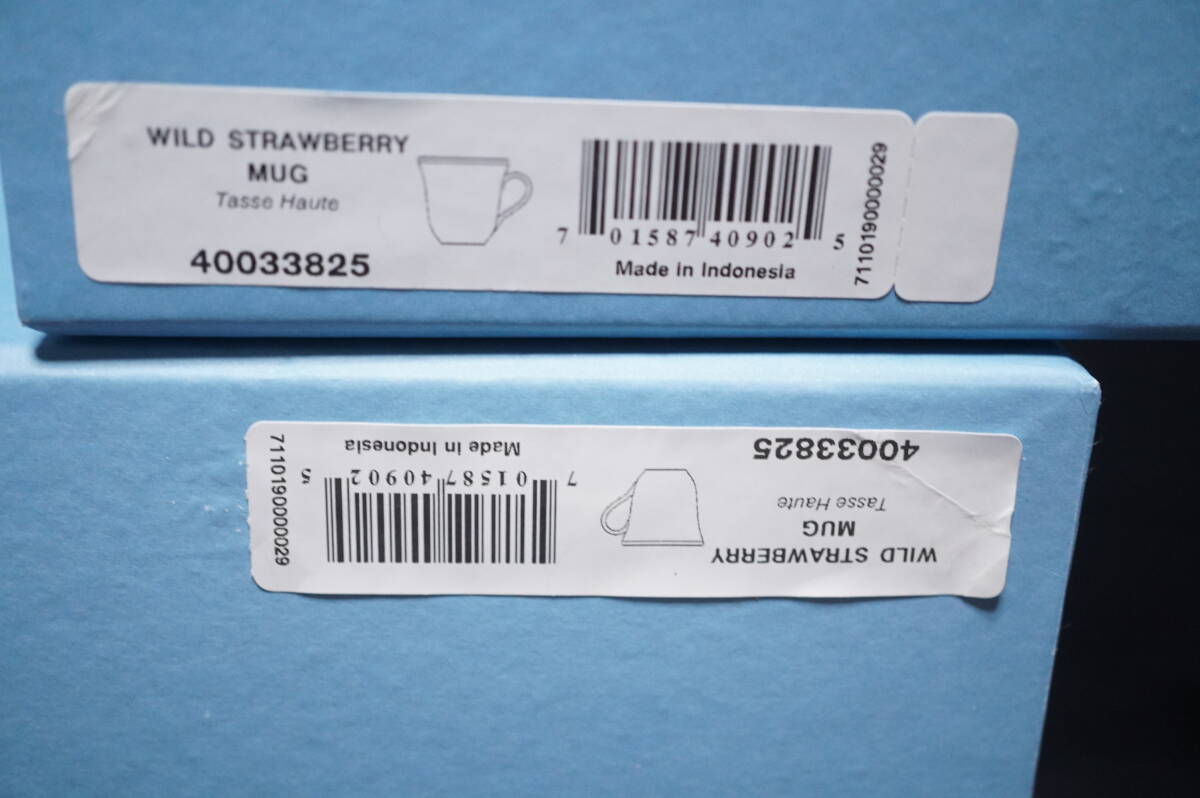 WILD STRAWBERRY
MUG
Tasse Haute
40033825
7 01587 40902 5
Made in Indonesia
7110190000029
WILD STRAWBERRY
MUG
Tasse Haute
40033825
7 01587 40902 5
Made in Indonesia
7110190000029